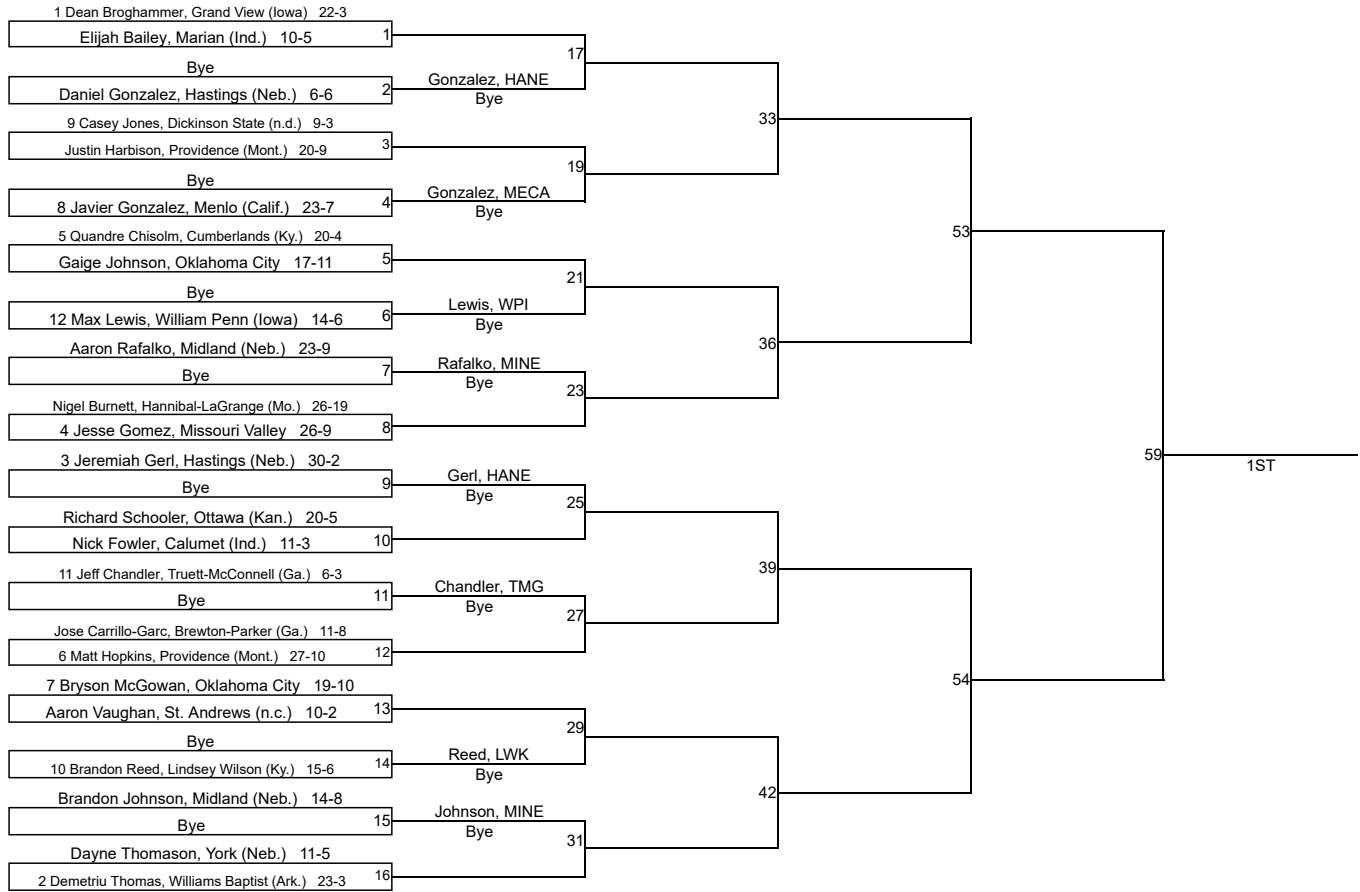 1 Dean Broghammer, Grand View (Iowa) 22-3
Elijah Bailey, Marian (Ind.) 10-5
1
17
Bye
Daniel Gonzalez, Hastings (Neb.) 6-6
2
Gonzalez, HANE
Bye
33
9 Casey Jones, Dickinson State (n.d.) 9-3
Justin Harbison, Providence (Mont.) 20-9
3
19
Bye
8 Javier Gonzalez, Menlo (Calif.) 23-7
4
Gonzalez, MECA
Bye
53
5 Quandre Chisolm, Cumberlands (Ky.) 20-4
Gaige Johnson, Oklahoma City 17-11
5
21
Bye
12 Max Lewis, William Penn (Iowa) 14-6
6
Lewis, WPI
Bye
36
Aaron Rafalko, Midland (Neb.) 23-9
Bye
7
Rafalko, MINE
Bye
23
Nigel Burnett, Hannibal-LaGrange (Mo.) 26-19
4 Jesse Gomez, Missouri Valley 26-9
8
59
1ST
3 Jeremiah Gerl, Hastings (Neb.) 30-2
Bye
9
Gerl, HANE
Bye
25
Richard Schooler, Ottawa (Kan.) 20-5
Nick Fowler, Calumet (Ind.) 11-3
10
39
11 Jeff Chandler, Truett-McConnell (Ga.) 6-3
Bye
11
Chandler, TMG
Bye
27
Jose Carrillo-Garc, Brewton-Parker (Ga.) 11-8
6 Matt Hopkins, Providence (Mont.) 27-10
12
54
7 Bryson McGowan, Oklahoma City 19-10
Aaron Vaughan, St. Andrews (n.c.) 10-2
13
29
Bye
10 Brandon Reed, Lindsey Wilson (Ky.) 15-6
14
Reed, LWK
Bye
42
Brandon Johnson, Midland (Neb.) 14-8
Bye
15
Johnson, MINE
Bye
31
Dayne Thomason, York (Neb.) 11-5
2 Demetriu Thomas, Williams Baptist (Ark.) 23-3
16